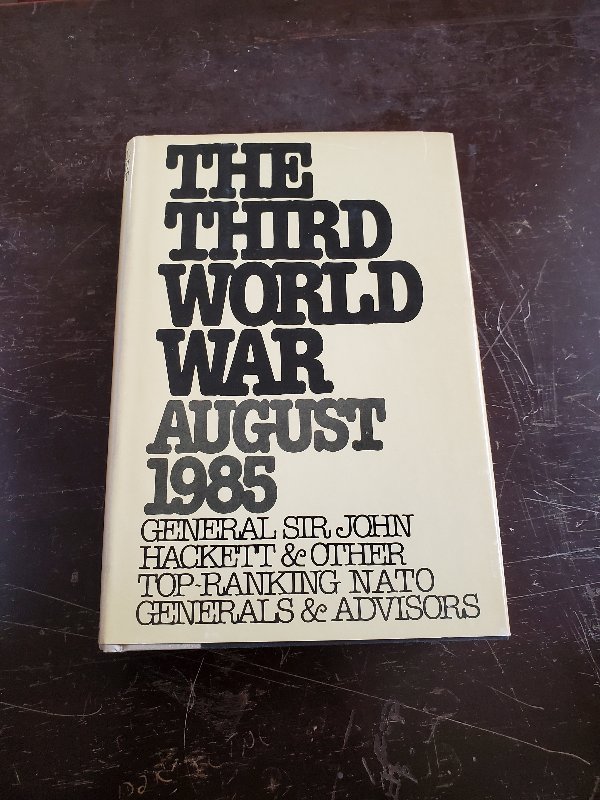 THE
THIRD
WORLD
WAR
AUGUST
1985
GENERAL SIR JOHN
HACKETT & OTHER
TOP-RANKING NATO
GENERALS & ADVISORS